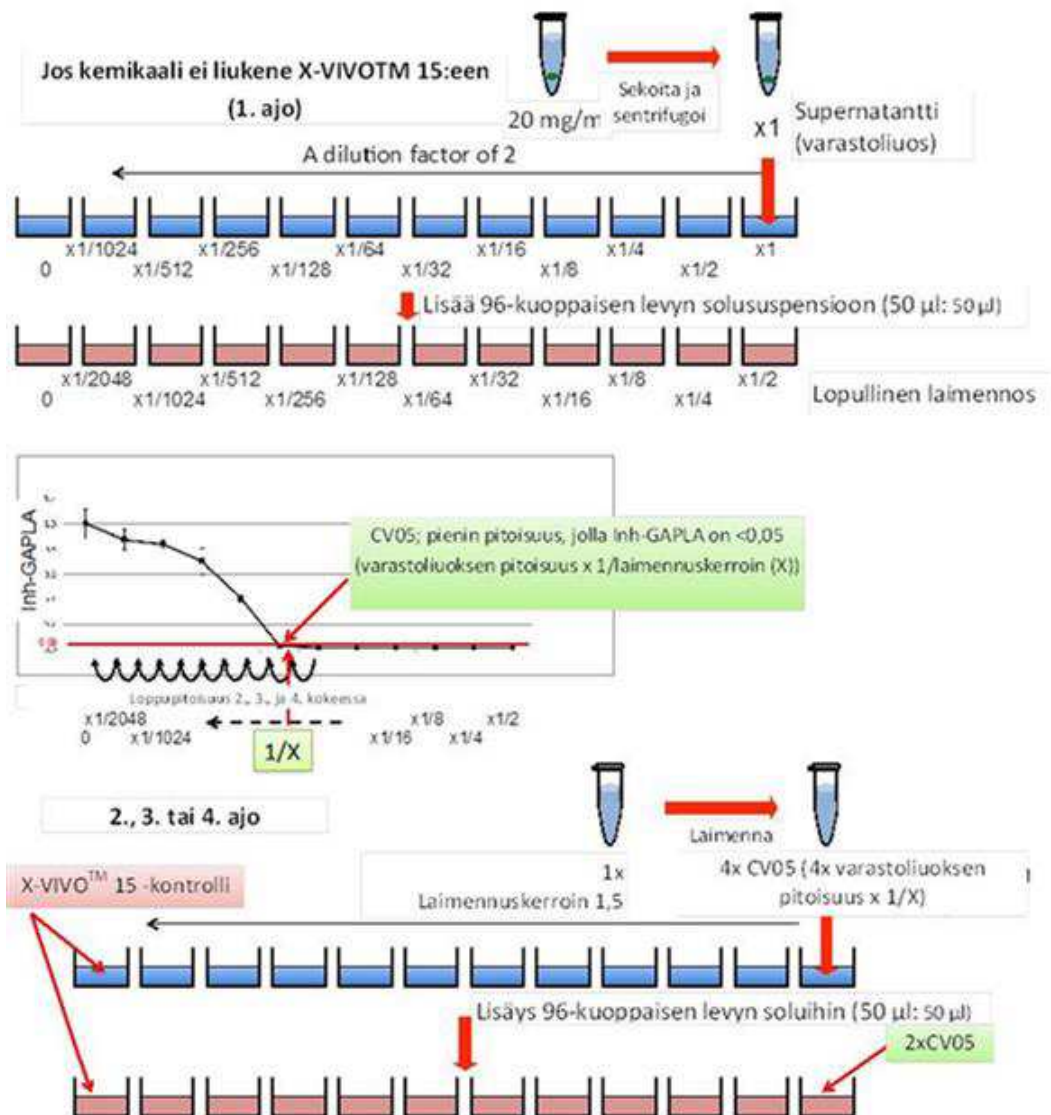 Jos kemikaali ei liukene X-VIVOTM 15:een
(1. ajo)
20 mg/m
Sekoita ja
sentrifugoi
x1
Supernatantti
(varastoliuos)
A dilution factor of 2
x1/1024 x1/256 x1/64 x1/16 x1/4 x1
0 x1/512 x1/128 x1/32 x1/8 x1/2
Lisää 96-kuoppaisen levyn solususpensioon (50 µl: 50 µl)
x1/2048 x1/512 x1/128 x1/32 x1/8 x1/2
0 x1/1024 x1/256 x1/64 x1/16 x1/4
Lopullinen laimennos
Inh-GAPLA
CV05; pienin pitoisuus, jolla Inh-GAPLA on <0,05
(varastoliuoksen pitoisuus x 1/laimennuskerroin (X))
Loppupitoisuus 2., 3., ja 4. kokeessa
x1/2048 x1/8 x1/2
0 x1/1024 x1/16 x1/4
1/X
2., 3. tai 4. ajo
Laimenna
X-VIVO™ 15 -kontrolli
1x
Laimennuskerroin 1,5
4x CV05 (4x varastoliuoksen
pitoisuus x 1/X)
Lisäys 96-kuoppaisen levyn soluihin (50 µl: 50 µl)
2xCV05